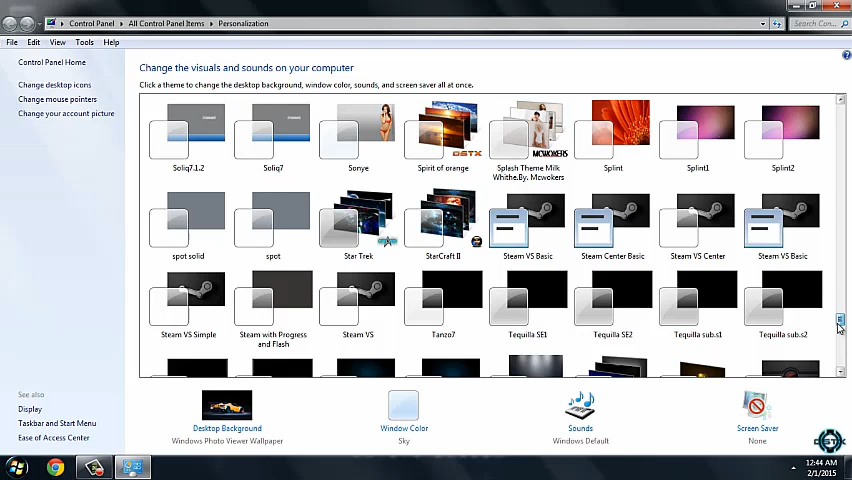 Control Panel ▸ All Control Panel Items ▸ Personalization
Search Con...
File Edit View Tools Help
Control Panel Home
Change desktop icons
Change mouse pointers
Change your account picture
Change the visuals and sounds on your computer
Click a theme to change the desktop background, window color, sounds, and screen saver all at once.
DSTX
MCWOKERS
Soliq7.1.2
Soliq7
Sonye
Spirit of orange
Splash Theme Milk
Whithe.By. Mcwokers
Splint
Splint1
Splint2
spot solid
spot
Star Trek
StarCraft II
Steam VS Basic
Steam Center Basic
Steam VS Center
Steam VS Basic
Steam VS Simple
Steam with Progress
and Flash
Steam VS
Tanzo7
Tequilla SE1
Tequilla SE2
Tequilla sub.s1
Tequilla sub.s2
See also
Display
Taskbar and Start Menu
Ease of Access Center
Desktop Background
Windows Photo Viewer Wallpaper
Window Color
Sky
Sounds
Windows Default
Screen Saver
None
DSTX
12:44 AM
2/1/2015